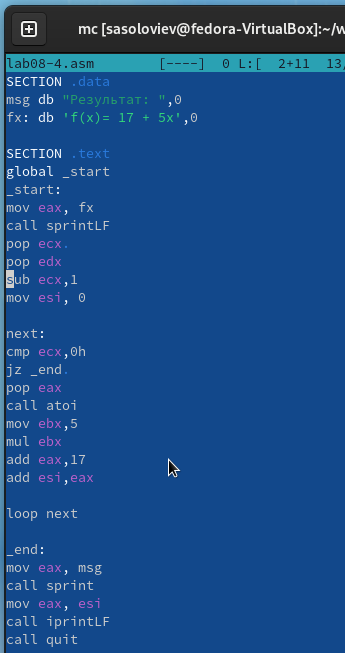 mc [sasoloviev@fedora-VirtualBox]:~/w
lab08-4.asm [----] 0 L:[ 2+11 13/
SECTION .data
msg db "Результат: ",0
fx: db 'f(x)= 17 + 5x',0
SECTION .text
global _start
_start:
mov eax, fx
call sprintLF
pop ecx
pop edx
sub ecx,1
mov esi, 0
next:
cmp ecx,0h
jz _end
pop eax
call atoi
mov ebx,5
mul ebx
add eax,17
add esi,eax
loop next
_end:
mov eax, msg
call sprint
mov eax, esi
call iprintLF
call quit